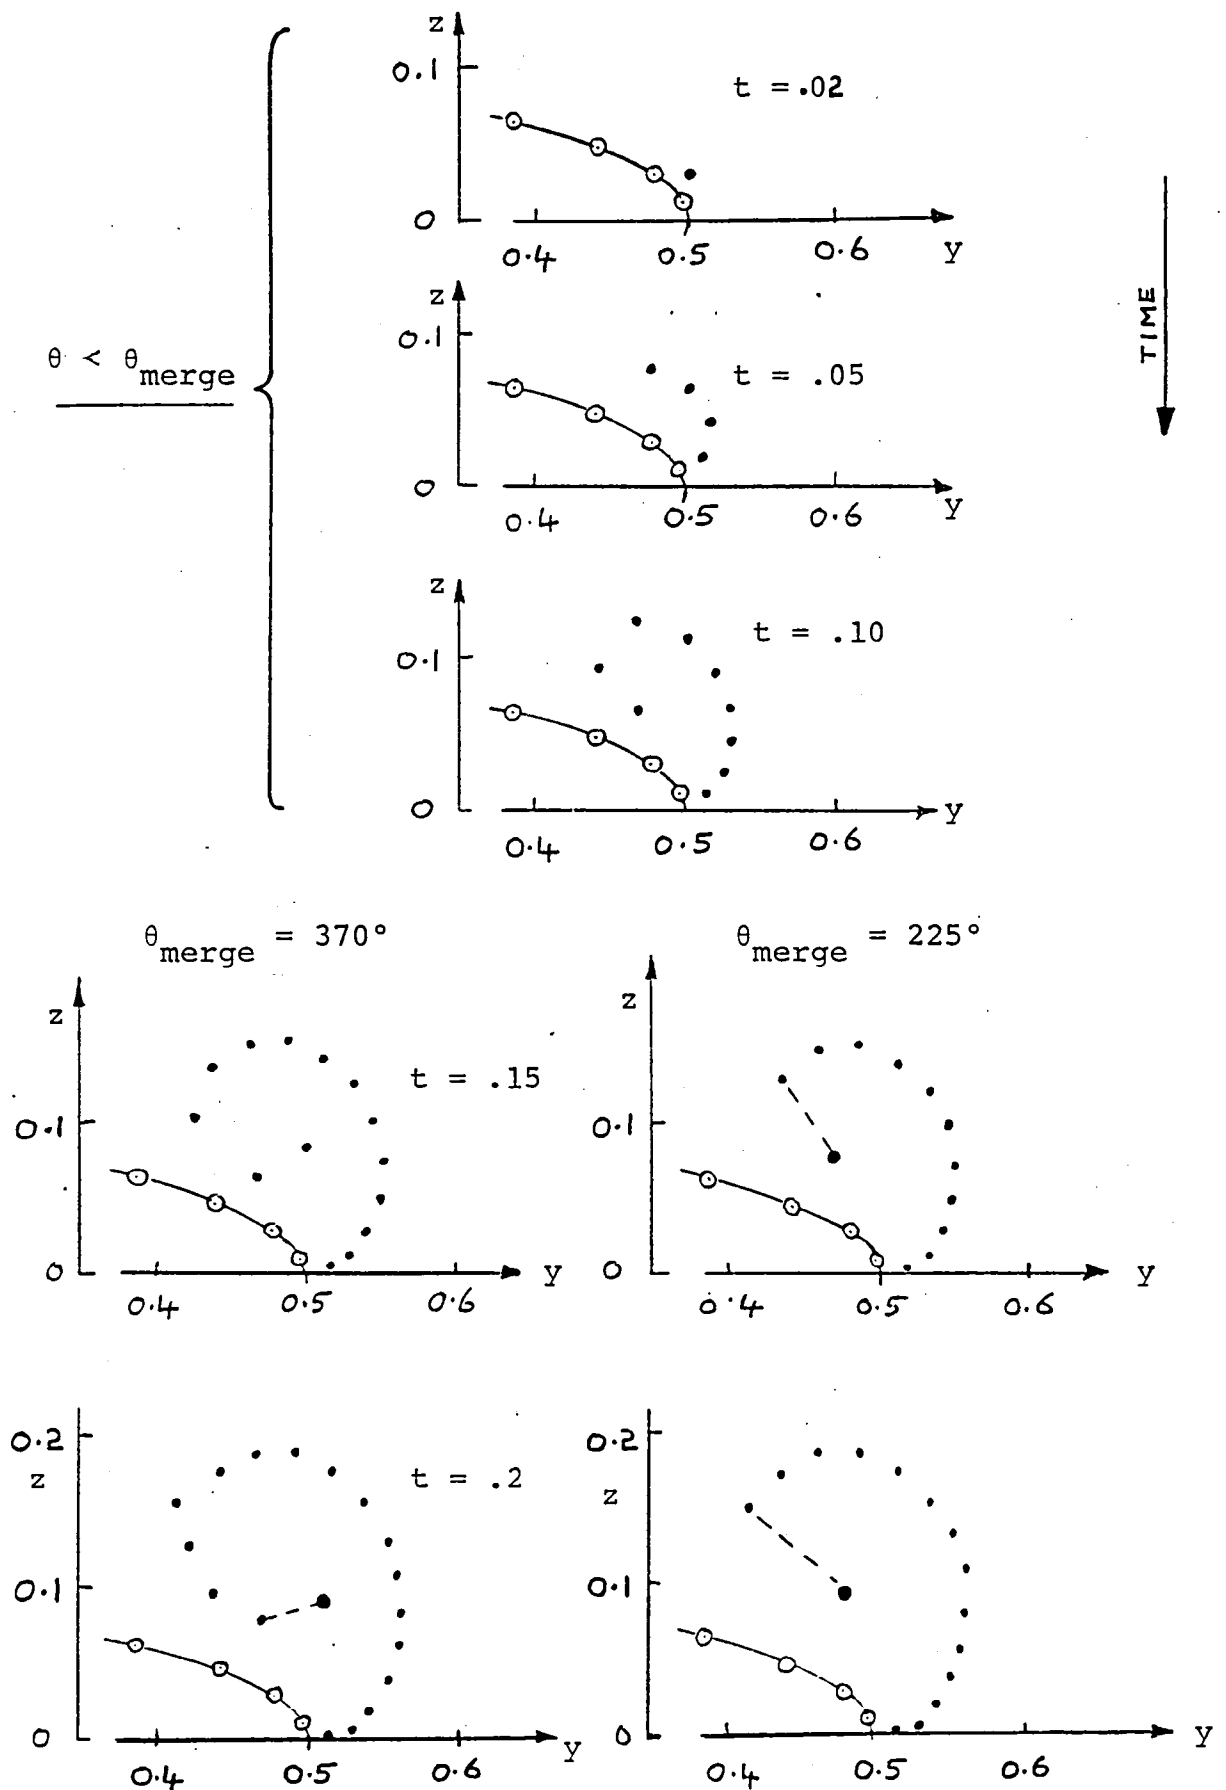 z
0.1
t = .02
0
0.4 0.5 0.6 y
TIME
z
0.1
θ < θmerge
t = .05
0
0.4 0.5 0.6 y
z
0.1
t = .10
0
y
0.4 0.5 0.6
θmerge = 370°
θmerge = 225°
z
t = .15
0.1
0
y
0.4 0.5 0.6
z
0.1
0
y
0.4 0.5 0.6
0.2
z
t = .2
0.1
0
y
0.4 0.5 0.6
0.2
z
0.1
0
y
0.4 0.5 0.6